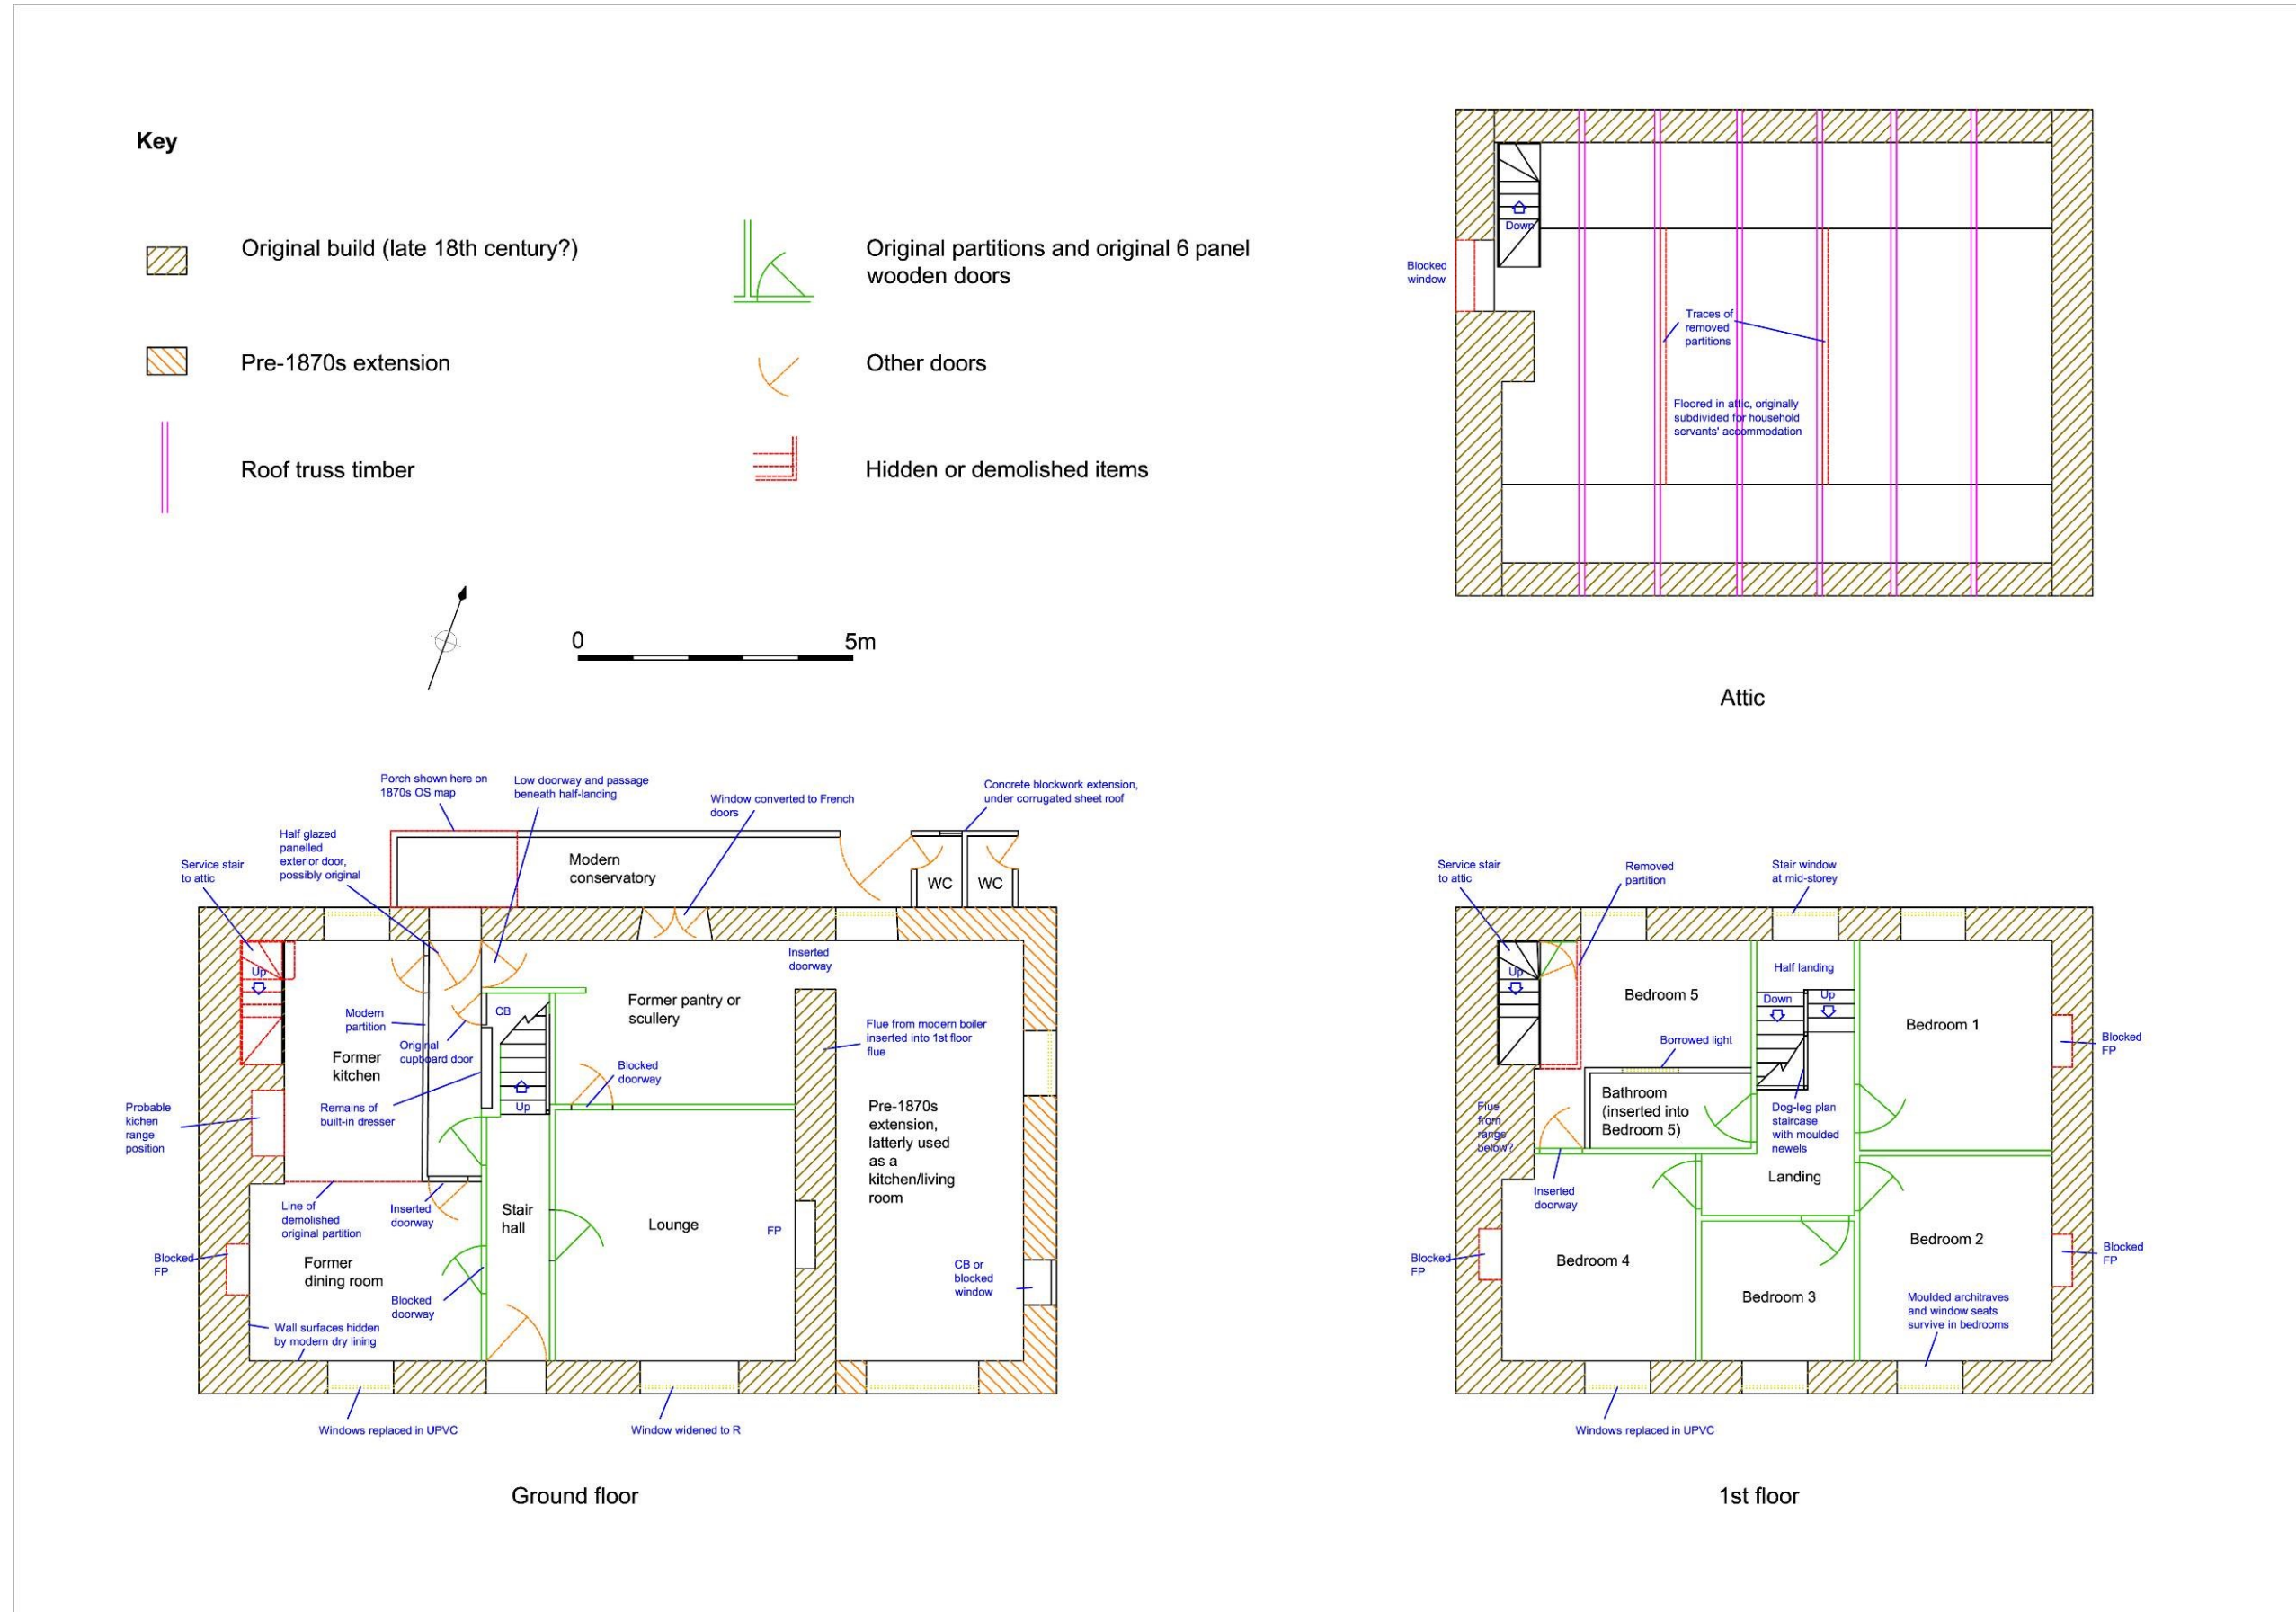 Key
Original build (late 18th century?)
Pre-1870s extension
Roof truss timber
Original partitions and original 6 panel
wooden doors
Other doors
Hidden or demolished items
0
5m
Down
Blocked
window
Traces of
removed
partitions
Floored in attic, originally
subdivided for household
servants' accommodation
Attic
Porch shown here on
1870s OS map
Low doorway and passage
beneath half-landing
Window converted to French
doors
Concrete blockwork extension,
under corrugated sheet roof
Half glazed
panelled
exterior door,
possibly original
Service stair
to attic
Modern
conservatory
WC
WC
Up
Inserted
doorway
Modern
partition
Former
kitchen
Original
cupboard door
CB
Former pantry or
scullery
Flue from modern boiler
inserted into 1st floor
flue
Blocked
doorway
Up
Probable
kichen
range
position
Remains of
built-in dresser
Pre-1870s
extension,
latterly used
as a
kitchen/living
room
Line of
demolished
original partition
Inserted
doorway
Stair
hall
Lounge
FP
Blocked
FP
Former
dining room
Blocked
doorway
CB or
blocked
window
Wall surfaces hidden
by modern dry lining
Windows replaced in UPVC
Window widened to R
Ground floor
Service stair
to attic
Removed
partition
Stair window
at mid-storey
Up
Half landing
Bedroom 5
Down
Up
Bedroom 1
Borrowed light
Blocked
FP
Bathroom
(inserted into
Bedroom 5)
Flue
from
range
below?
Dog-leg plan
staircase
with moulded
newels
Landing
Inserted
doorway
Blocked
FP
Bedroom 4
Bedroom 2
Blocked
FP
Bedroom 3
Moulded architraves
and window seats
survive in bedrooms
Windows replaced in UPVC
1st floor